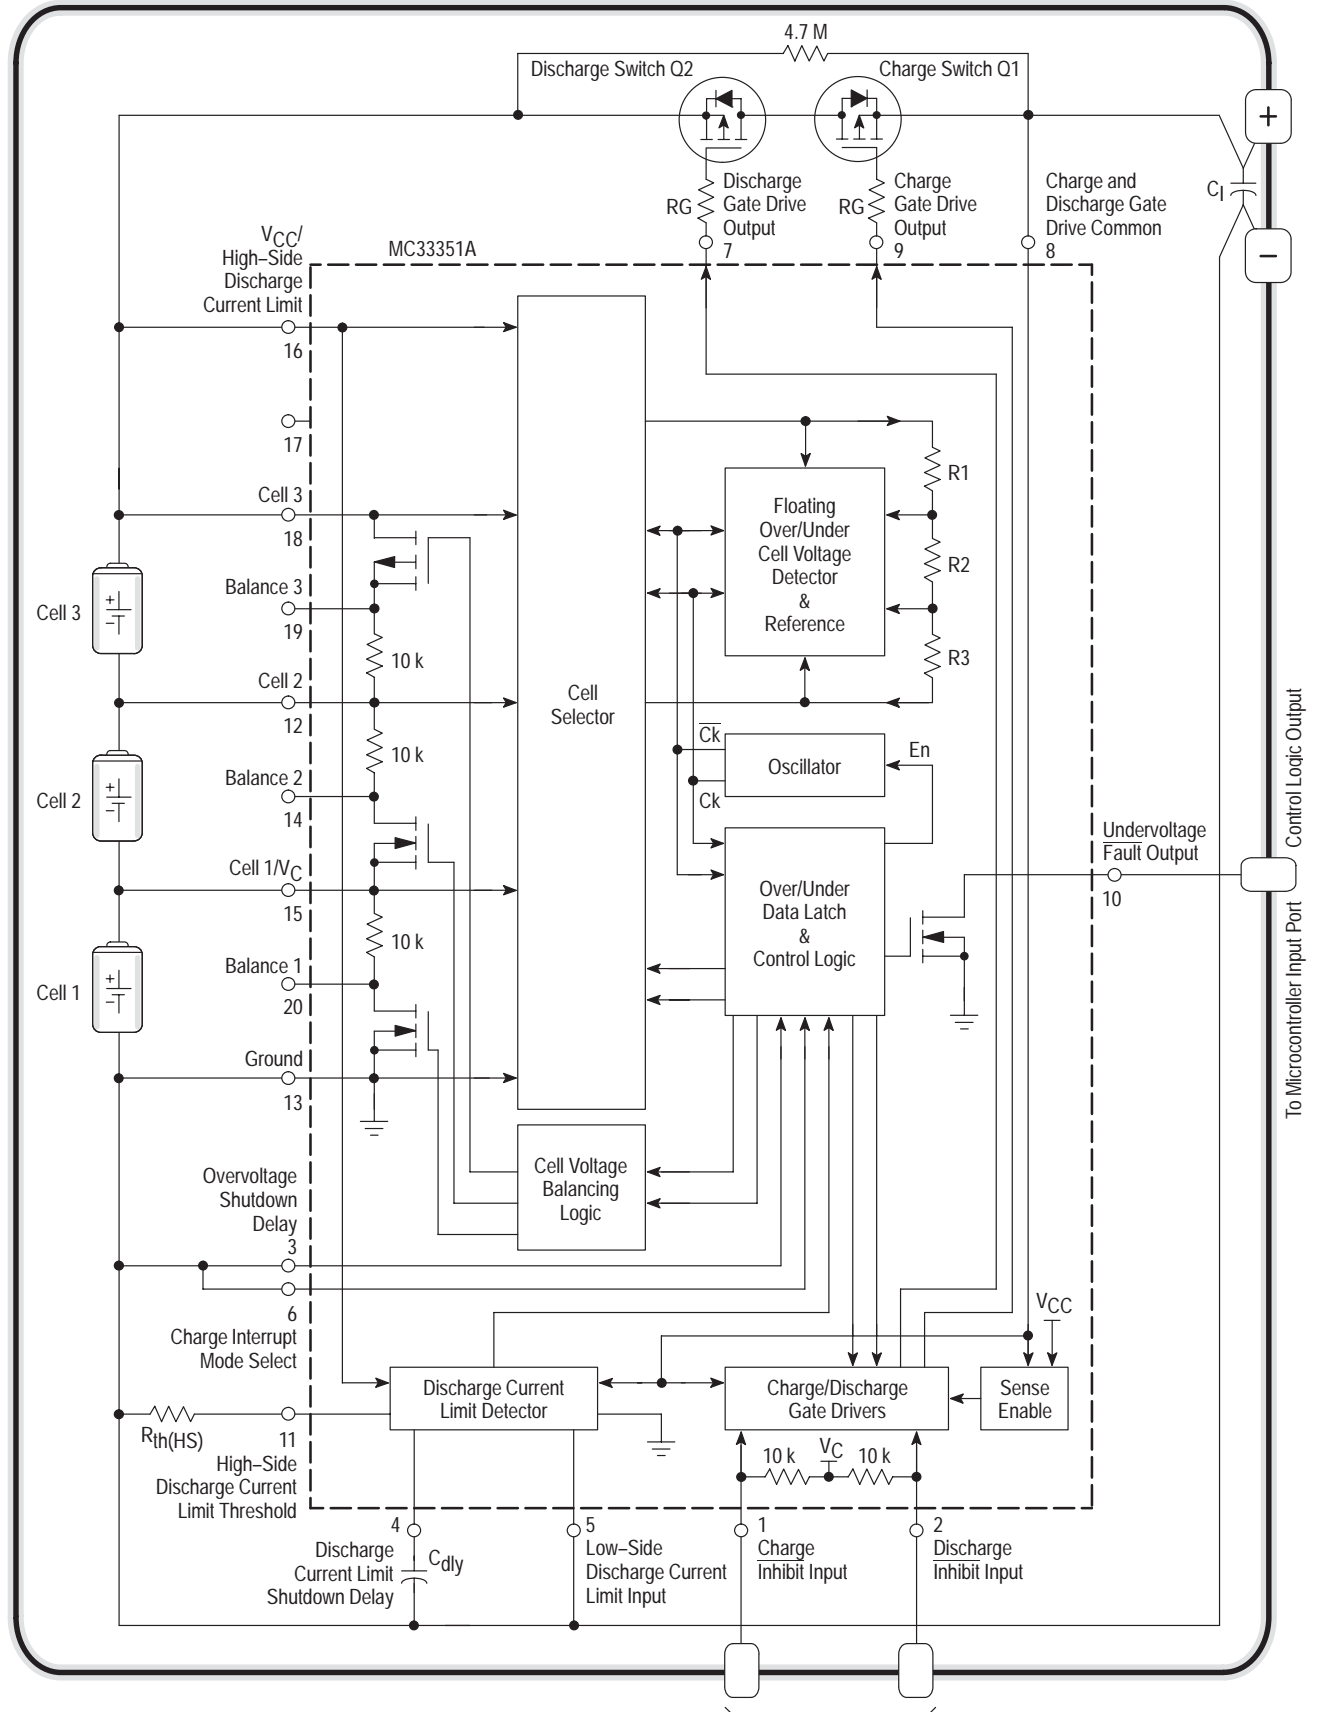 4.7 M
Discharge Switch Q2
Charge Switch Q1
+
RG
Discharge
Gate Drive
Output
7
RG
Charge
Gate Drive
Output
9
Charge and
Discharge Gate
Drive Common
8
CI
–
VCC/
High–Side
Discharge
Current Limit
16
MC33351A
17
Cell 3
18
Balance 3
19
10 k
Cell 2
12
10 k
Balance 2
14
Cell 1/VC
15
10 k
Balance 1
20
Ground
13
Cell 3
+
–
Cell 2
+
–
Cell 1
+
–
Cell
Selector
Floating
Over/Under
Cell Voltage
Detector
&
Reference
R1
R2
R3
Ck
Oscillator
En
Ck
Over/Under
Data Latch
&
Control Logic
Undervoltage
Fault Output
10
Control Logic Output
To Microcontroller Input Port
Cell Voltage
Balancing
Logic
Overvoltage
Shutdown
Delay
3
6
Charge Interrupt
Mode Select
Rth(HS)
11
High–Side
Discharge Current
Limit Threshold
Discharge Current
Limit Detector
Charge/Discharge
Gate Drivers
VCC
Sense
Enable
10 k
VC
10 k
4
Discharge
Current Limit
Shutdown Delay
Cdly
5
Low–Side
Discharge Current
Limit Input
1
Charge
Inhibit Input
2
Discharge
Inhibit Input